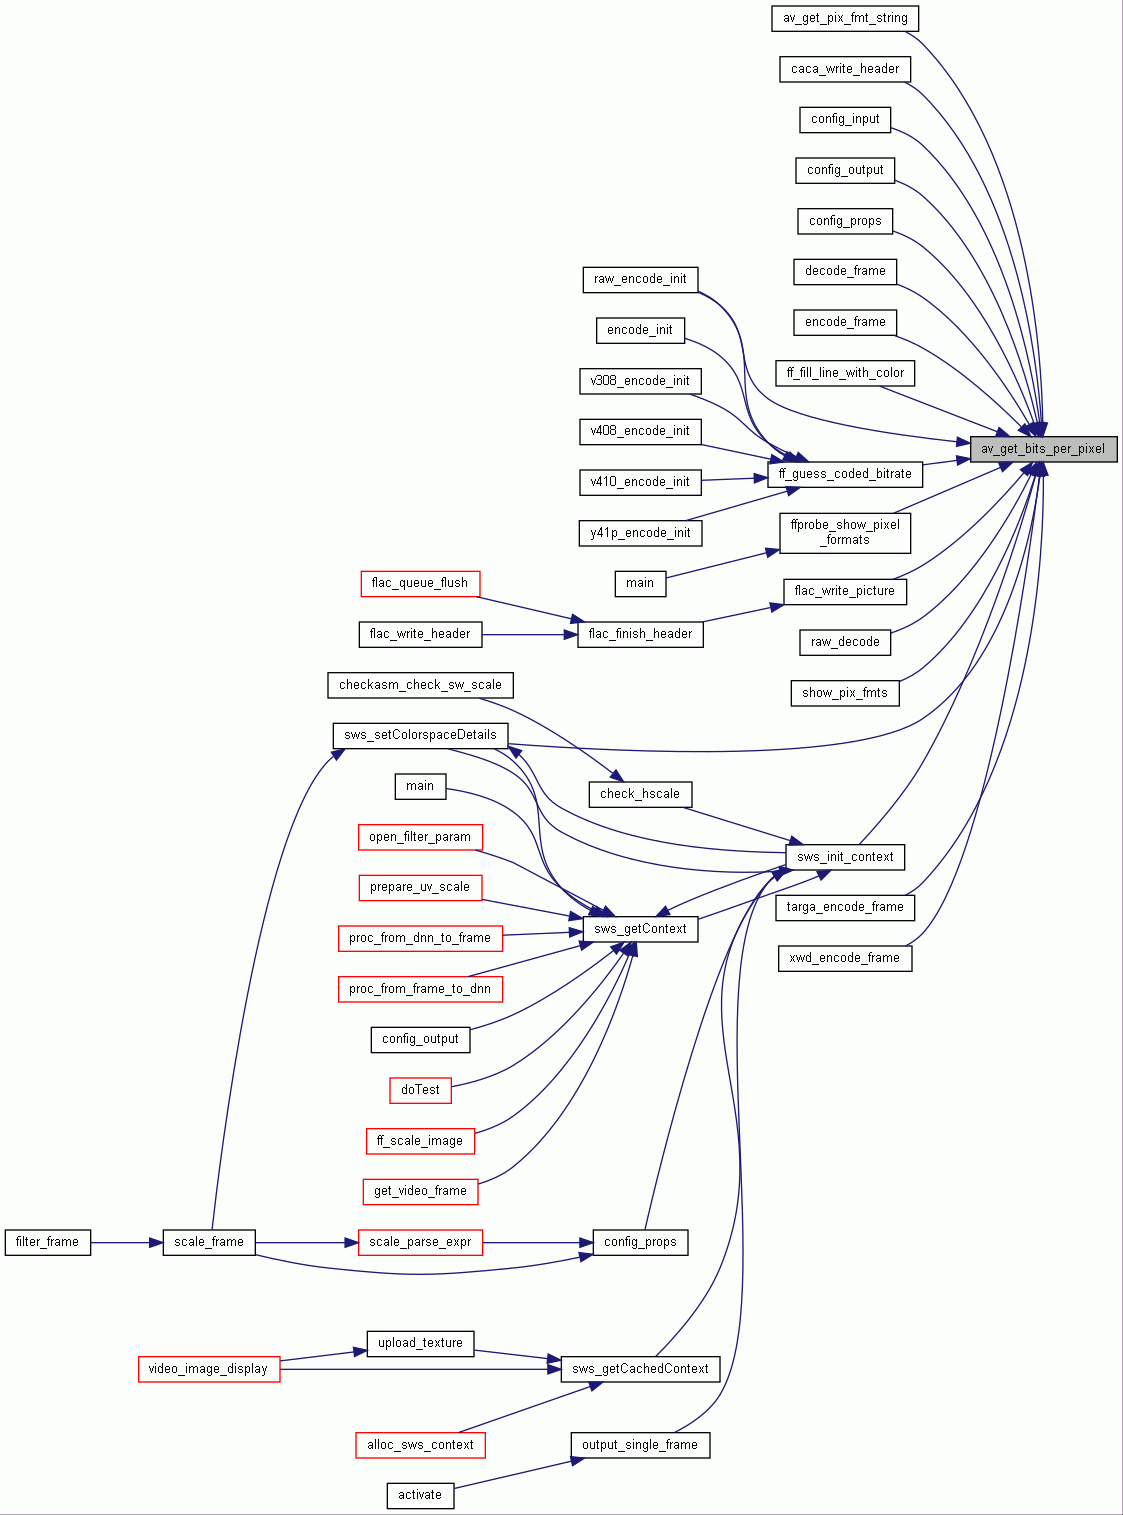 av_get_pix_fmt_string
caca_write_header
config_input
config_output
config_props
decode_frame
raw_encode_init
encode_frame
encode_init
ff_fill_line_with_color
v308_encode_init
v408_encode_init
av_get_bits_per_pixel
ff_guess_coded_bitrate
v410_encode_init
ffprobe_show_pixel
_formats
y41p_encode_init
flac_queue_flush
main
flac_write_picture
flac_write_header
flac_finish_header
raw_decode
checkasm_check_sw_scale
show_pix_fmts
sws_setColorspaceDetails
main
check_hscale
open_filter_param
sws_init_context
prepare_uv_scale
targa_encode_frame
sws_getContext
proc_from_dnn_to_frame
xwd_encode_frame
proc_from_frame_to_dnn
config_output
doTest
ff_scale_image
get_video_frame
filter_frame
scale_frame
scale_parse_expr
config_props
upload_texture
video_image_display
sws_getCachedContext
alloc_sws_context
output_single_frame
activate